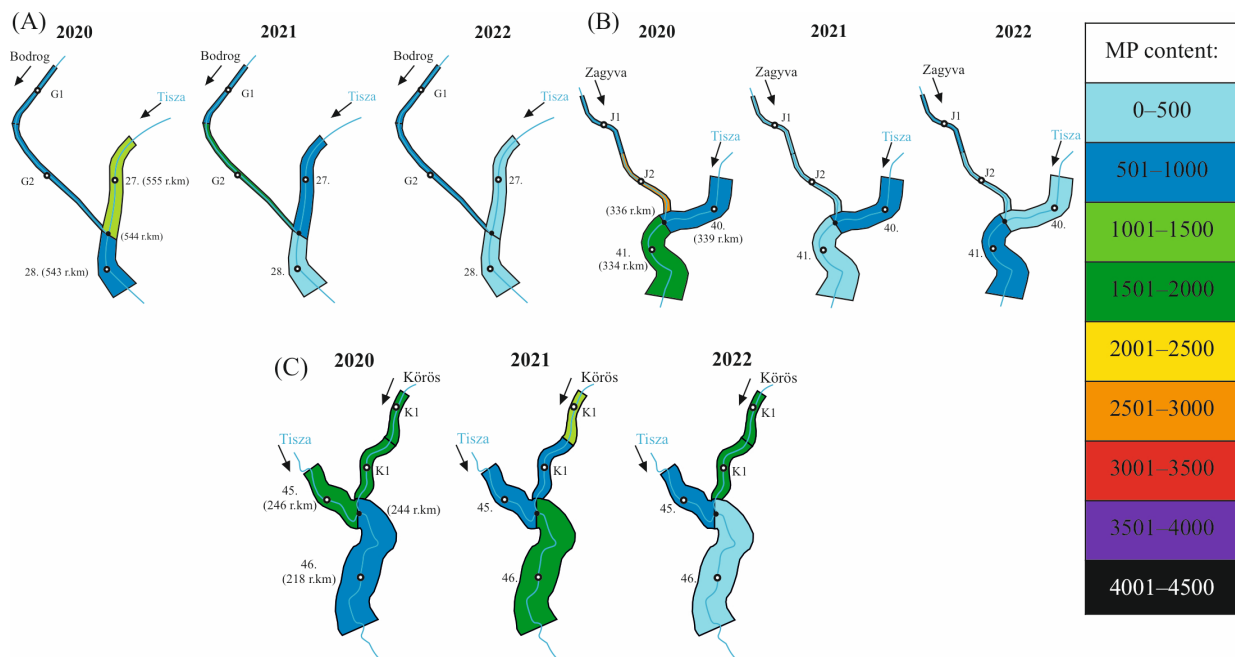 (A)
2020
2021
2022
Bodrog
G1
Tisza
G2
27. (555 r.km)
(544 r.km)
28. (543 r.km)
Bodrog
G1
Tisza
G2
27.
28.
Bodrog
G1
Tisza
G2
27.
28.
(B)
2020
2021
2022
Zagyva
J1
Tisza
J2
(336 r.km)
40.
(339 r.km)
41.
(334 r.km)
Zagyva
J1
Tisza
J2
40.
41.
Zagyva
J1
Tisza
J2
40.
41.
(C)
2020
2021
2022
Körös
K1
Tisza
K1
45.
(246 r.km)
(244 r.km)
46.
(218 r.km)
Körös
K1
Tisza
K1
45.
46.
Körös
K1
Tisza
K1
45.
46.
MP content:
0–500
501–1000
1001–1500
1501–2000
2001–2500
2501–3000
3001–3500
3501–4000
4001–4500